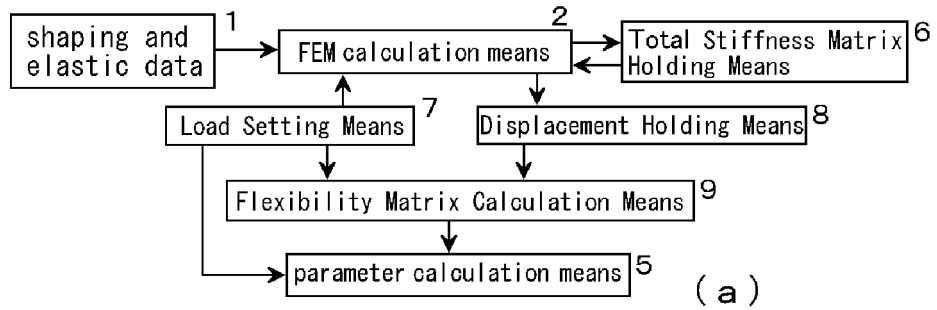 1
shaping and
elastic data
2
FEM calculation means
6
Total Stiffness Matrix
Holding Means
7
Load Setting Means
8
Displacement Holding Means
9
Flexibility Matrix Calculation Means
5
parameter calculation means
(a)